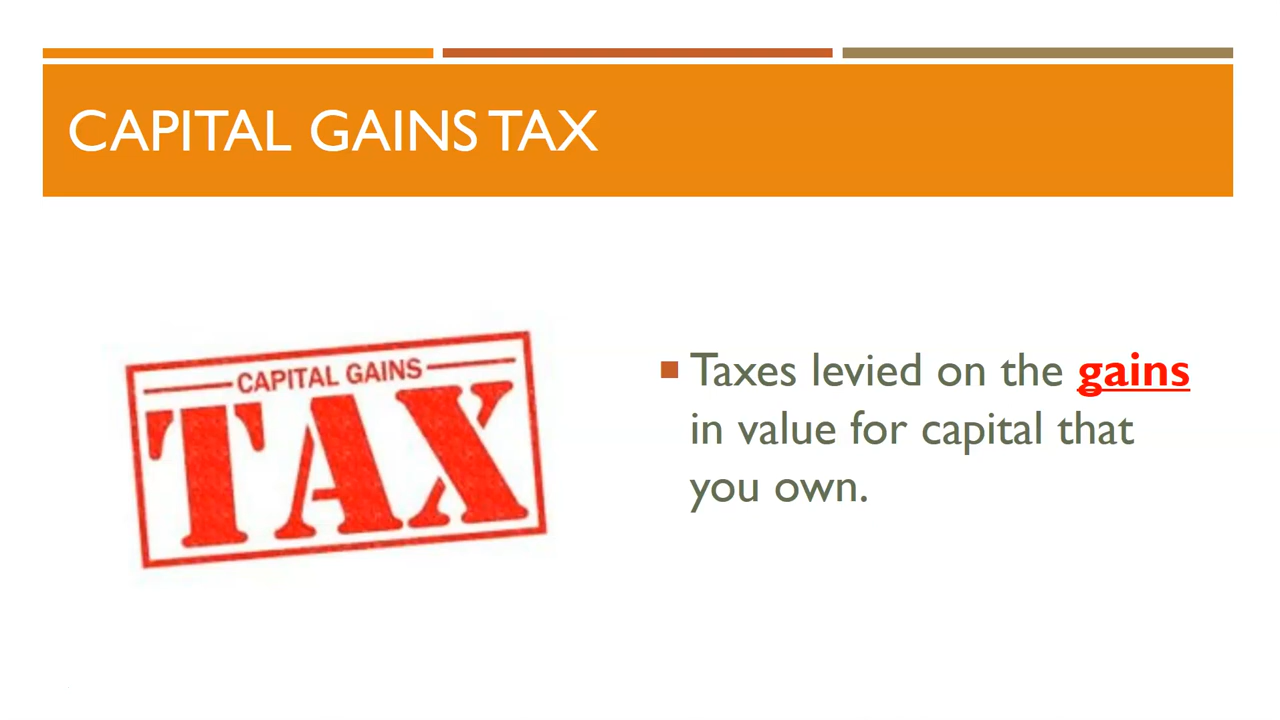 CAPITAL GAINS TAX
CAPITAL GAINS
TAX
Taxes levied on the gains
in value for capital that
you own.